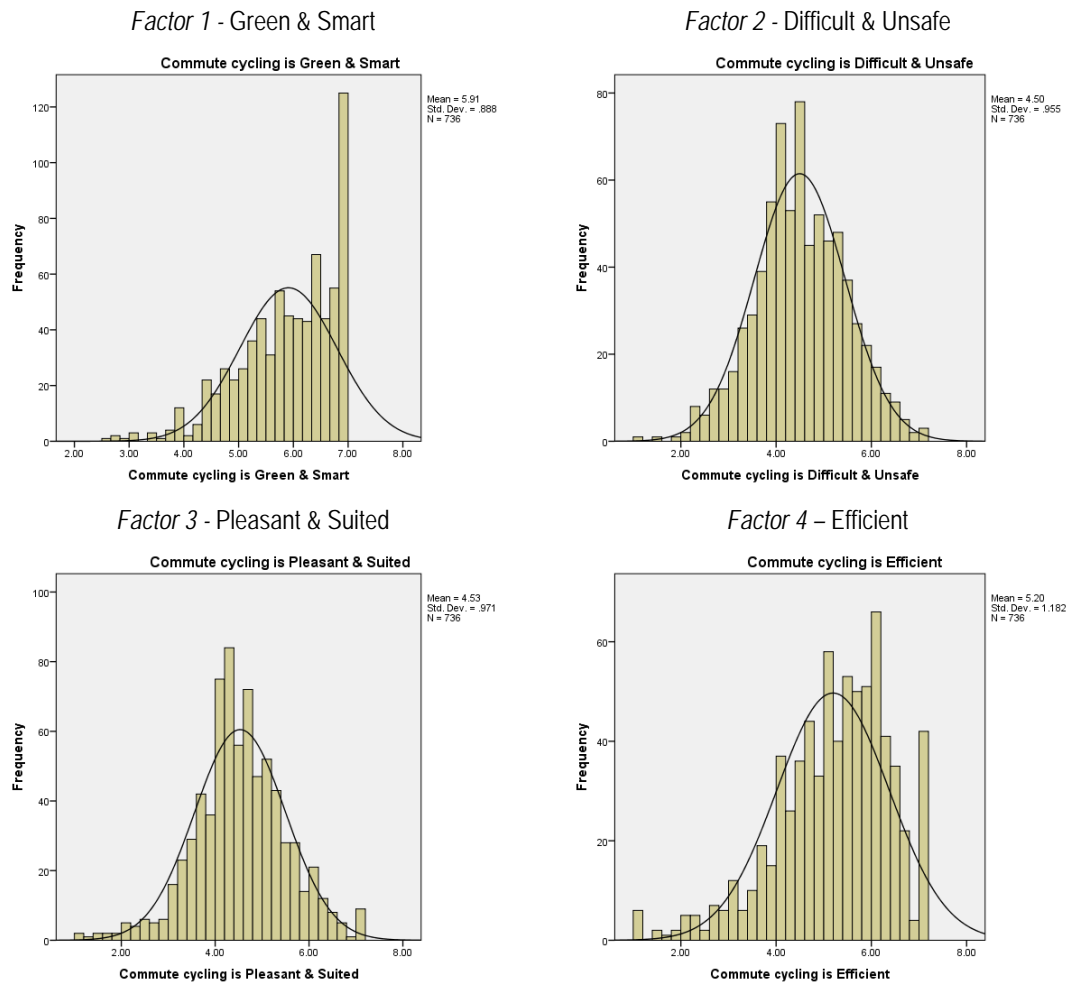 Factor 1 - Green & Smart
Commute cycling is Green & Smart
Mean = 5.91
Std. Dev. = .888
N = 736
Frequency
120
100
80
60
40
20
0
2.00 3.00 4.00 5.00 6.00 7.00 8.00
Commute cycling is Green & Smart
Factor 2 - Difficult & Unsafe
Commute cycling is Difficult & Unsafe
Mean = 4.50
Std. Dev. = .955
N = 736
Frequency
80
60
40
20
0
2.00 4.00 6.00 8.00
Commute cycling is Difficult & Unsafe
Factor 3 - Pleasant & Suited
Commute cycling is Pleasant & Suited
Mean = 4.53
Std. Dev. = .971
N = 736
Frequency
100
80
60
40
20
0
2.00 4.00 6.00 8.00
Commute cycling is Pleasant & Suited
Factor 4 – Efficient
Commute cycling is Efficient
Mean = 5.20
Std. Dev. = 1.182
N = 736
Frequency
60
40
20
0
2.00 4.00 6.00 8.00
Commute cycling is Efficient